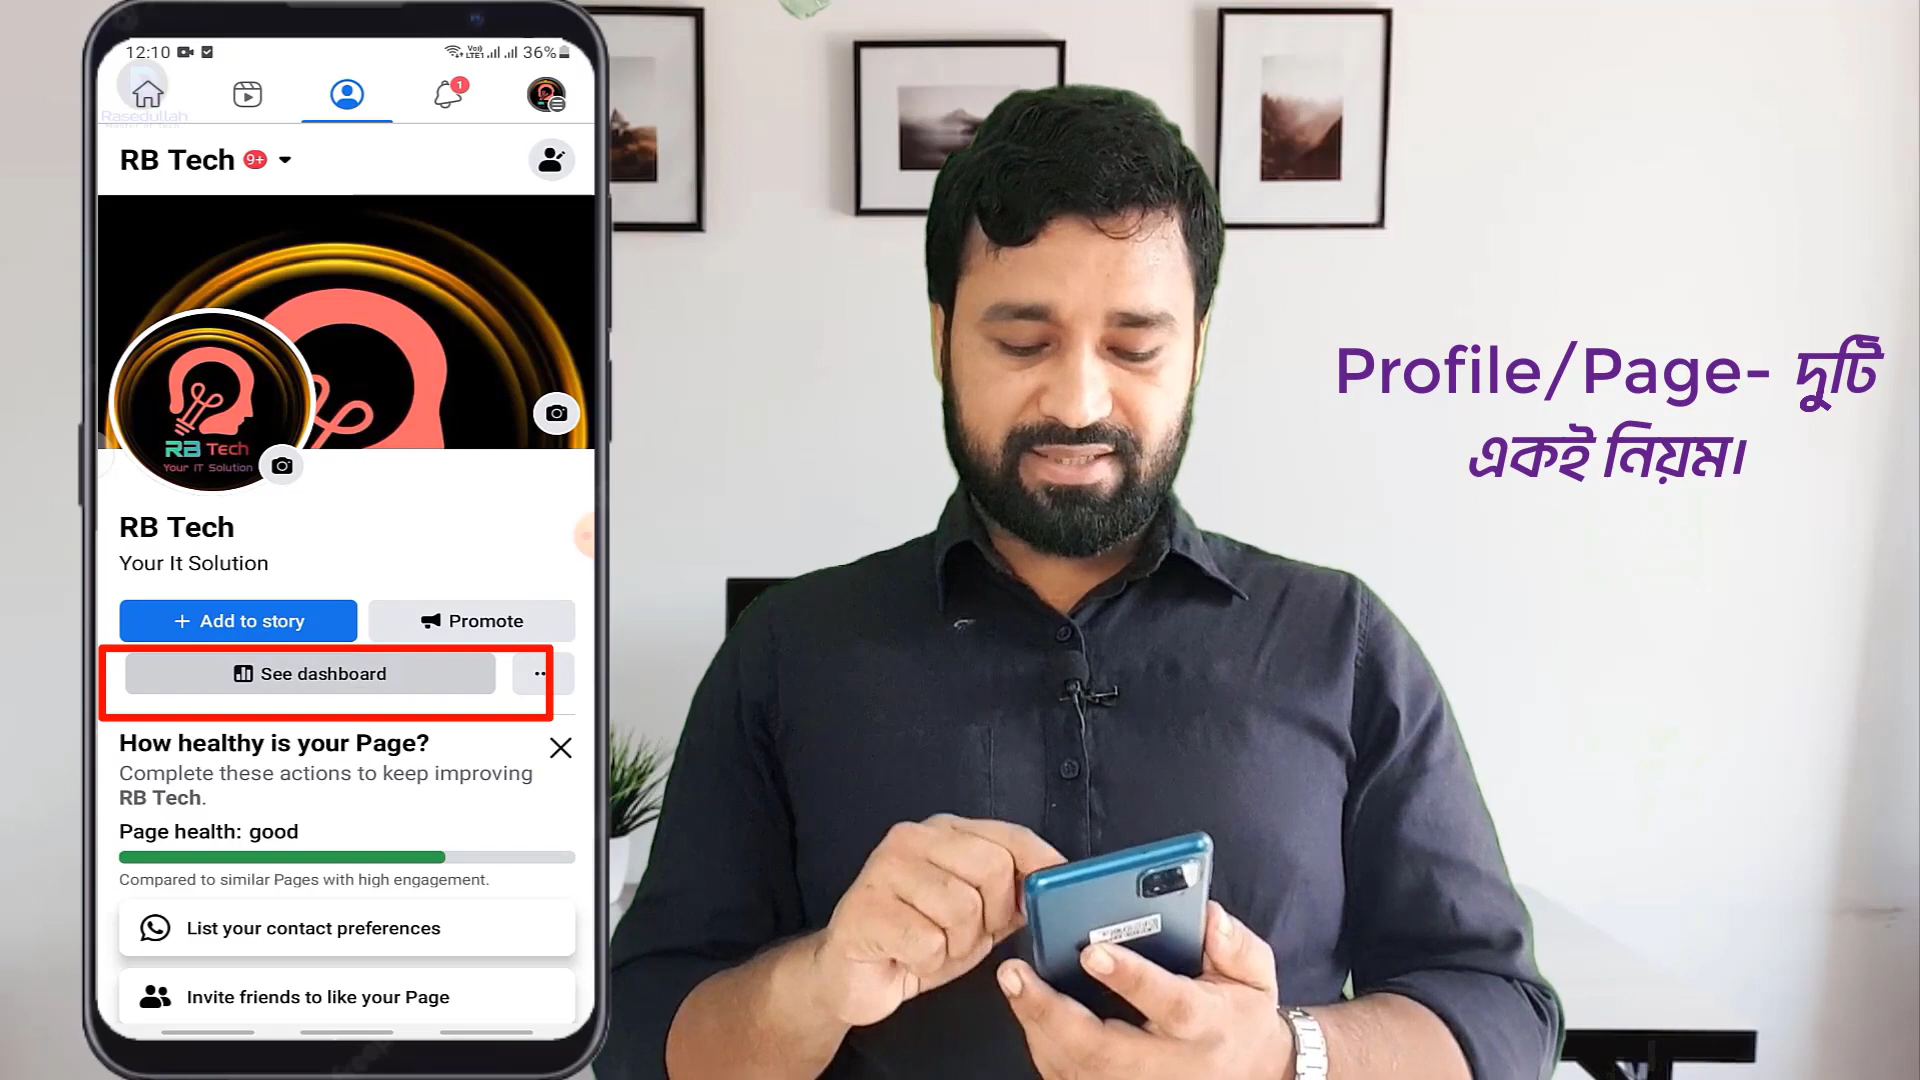 12:10
36%
1
Rasedullah
RB Tech 9+
RB Tech
Your IT Solution
RB Tech
Your It Solution
+ Add to story
Promote
See dashboard
How healthy is your Page?
Complete these actions to keep improving
RB Tech.
Page health: good
Compared to similar Pages with high engagement.
List your contact preferences
Invite friends to like your Page
Profile/Page- দুটি
একই নিয়ম।